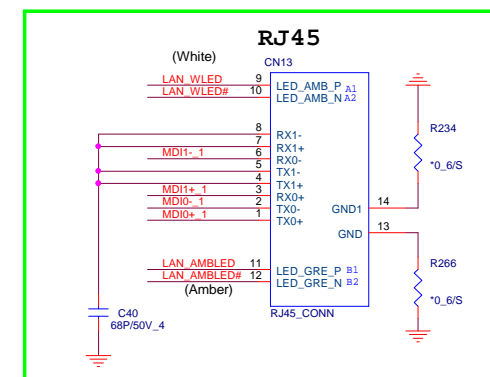 RJ45
(White)
CN13
LAN_WLED 9 LED_AMB_P A1
LAN_WLED# 10 LED_AMB_N A2
8 RX1-
7 RX1+
MDI1-_1 6 RX0-
5 TX1-
4 TX1+
MDI1+_1 3 RX0+
MDI0-_1 2 TX0-
MDI0+_1 1 TX0+
GND1 14
GND 13
LAN_AMBLED 11 LED_GRE_P B1
LAN_AMBLED# 12 LED_GRE_N B2
(Amber)
RJ45_CONN
R234
*0_6/S
R266
*0_6/S
C40
68P/50V_4